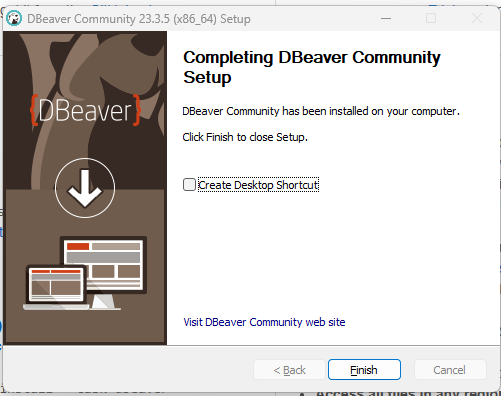 DBeaver Community 23.3.5 (x86_64) Setup
Completing DBeaver Community
Setup
DBeaver Community has been installed on your computer.
Click Finish to close Setup.
{DBeaver}
Create Desktop Shortcut
Visit DBeaver Community web site
< Back
Finish
Cancel
Access all files in any region